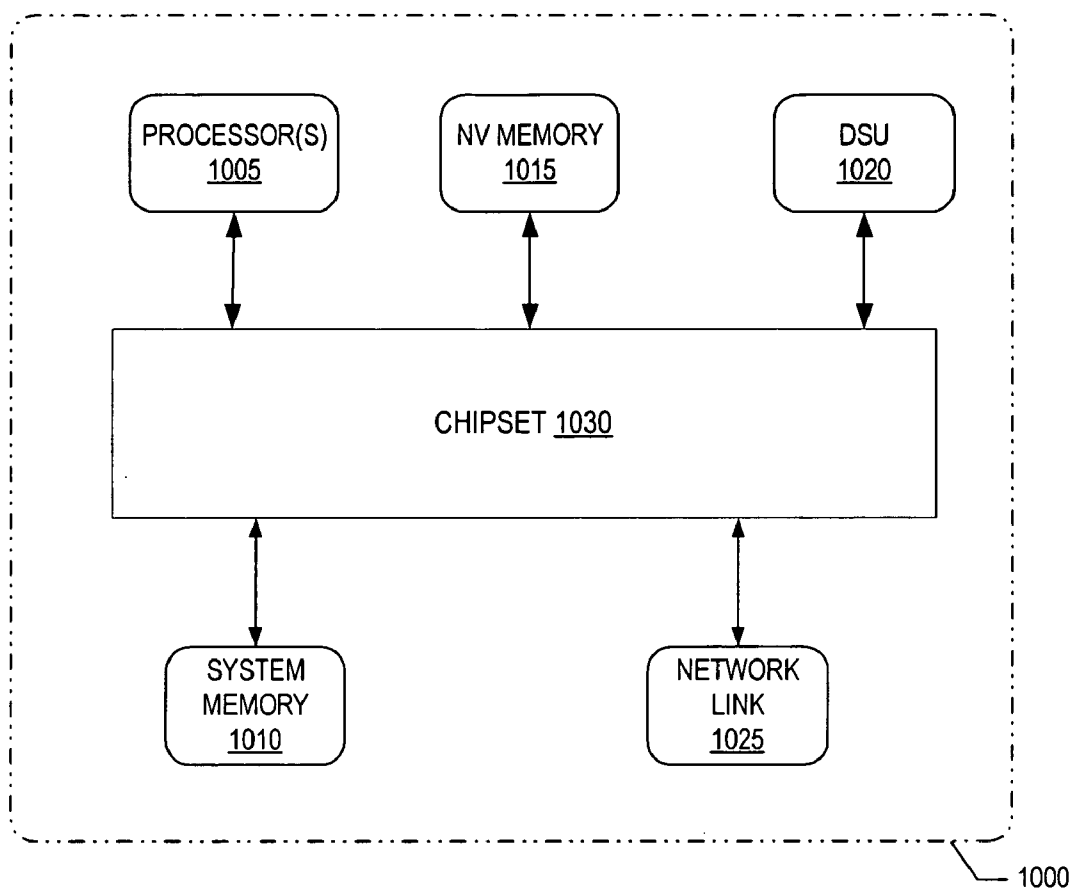 PROCESSOR(S)
1005
NV MEMORY
1015
DSU
1020
CHIPSET 1030
SYSTEM
MEMORY
1010
NETWORK
LINK
1025
1000